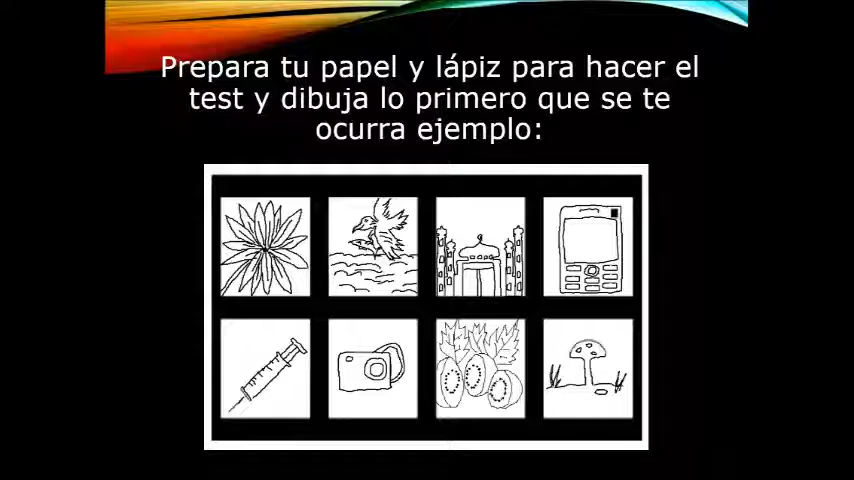 Prepara tu papel y lápiz para hacer el
test y dibuja lo primero que se te
ocurra ejemplo: